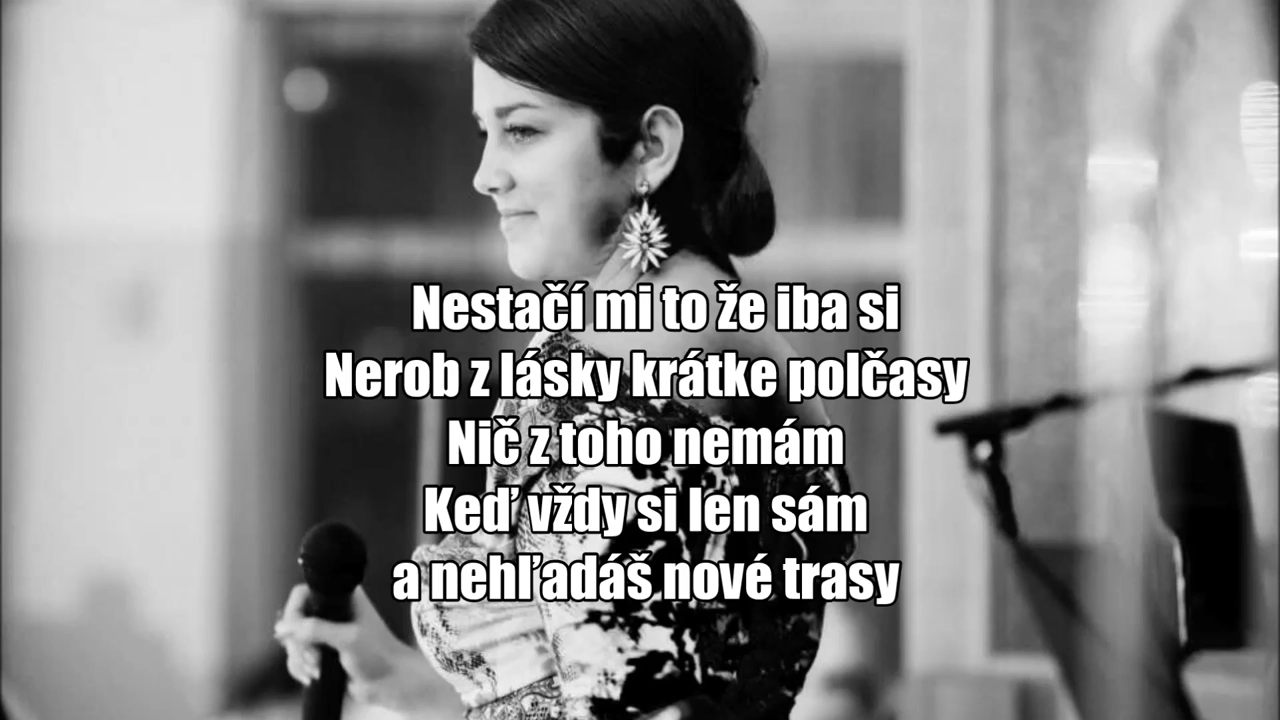 Nestačí mi to že iba si
Nerob z lásky krátke polčasy
Nič z toho nemám
Keď vždy si len sám
a nehľadáš nové trasy